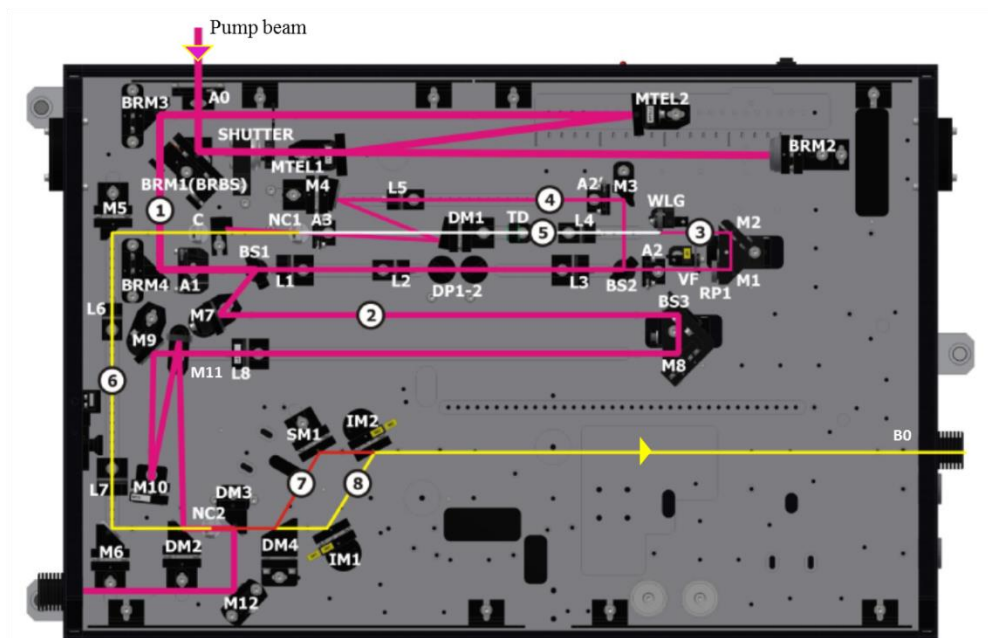 Pump beam
BRM3
A0
MTEL2
SHUTTER
MTEL1
BRM2
BRM1(BRBS)
M4
L5
4
A2'
M3
M5
1
C
NC1
A3
DM1
TD
5
L4
WLG
3
M2
BRM4
A1
BS1
L1
L2
DP1-2
L3
BS2
A2
VF
RP1
M1
L6
M9
M7
2
BS3
M11
L8
M8
6
SM1
IM2
B0
L7
M10
7
8
NC2
DM3
M6
DM2
DM4
IM1
M12